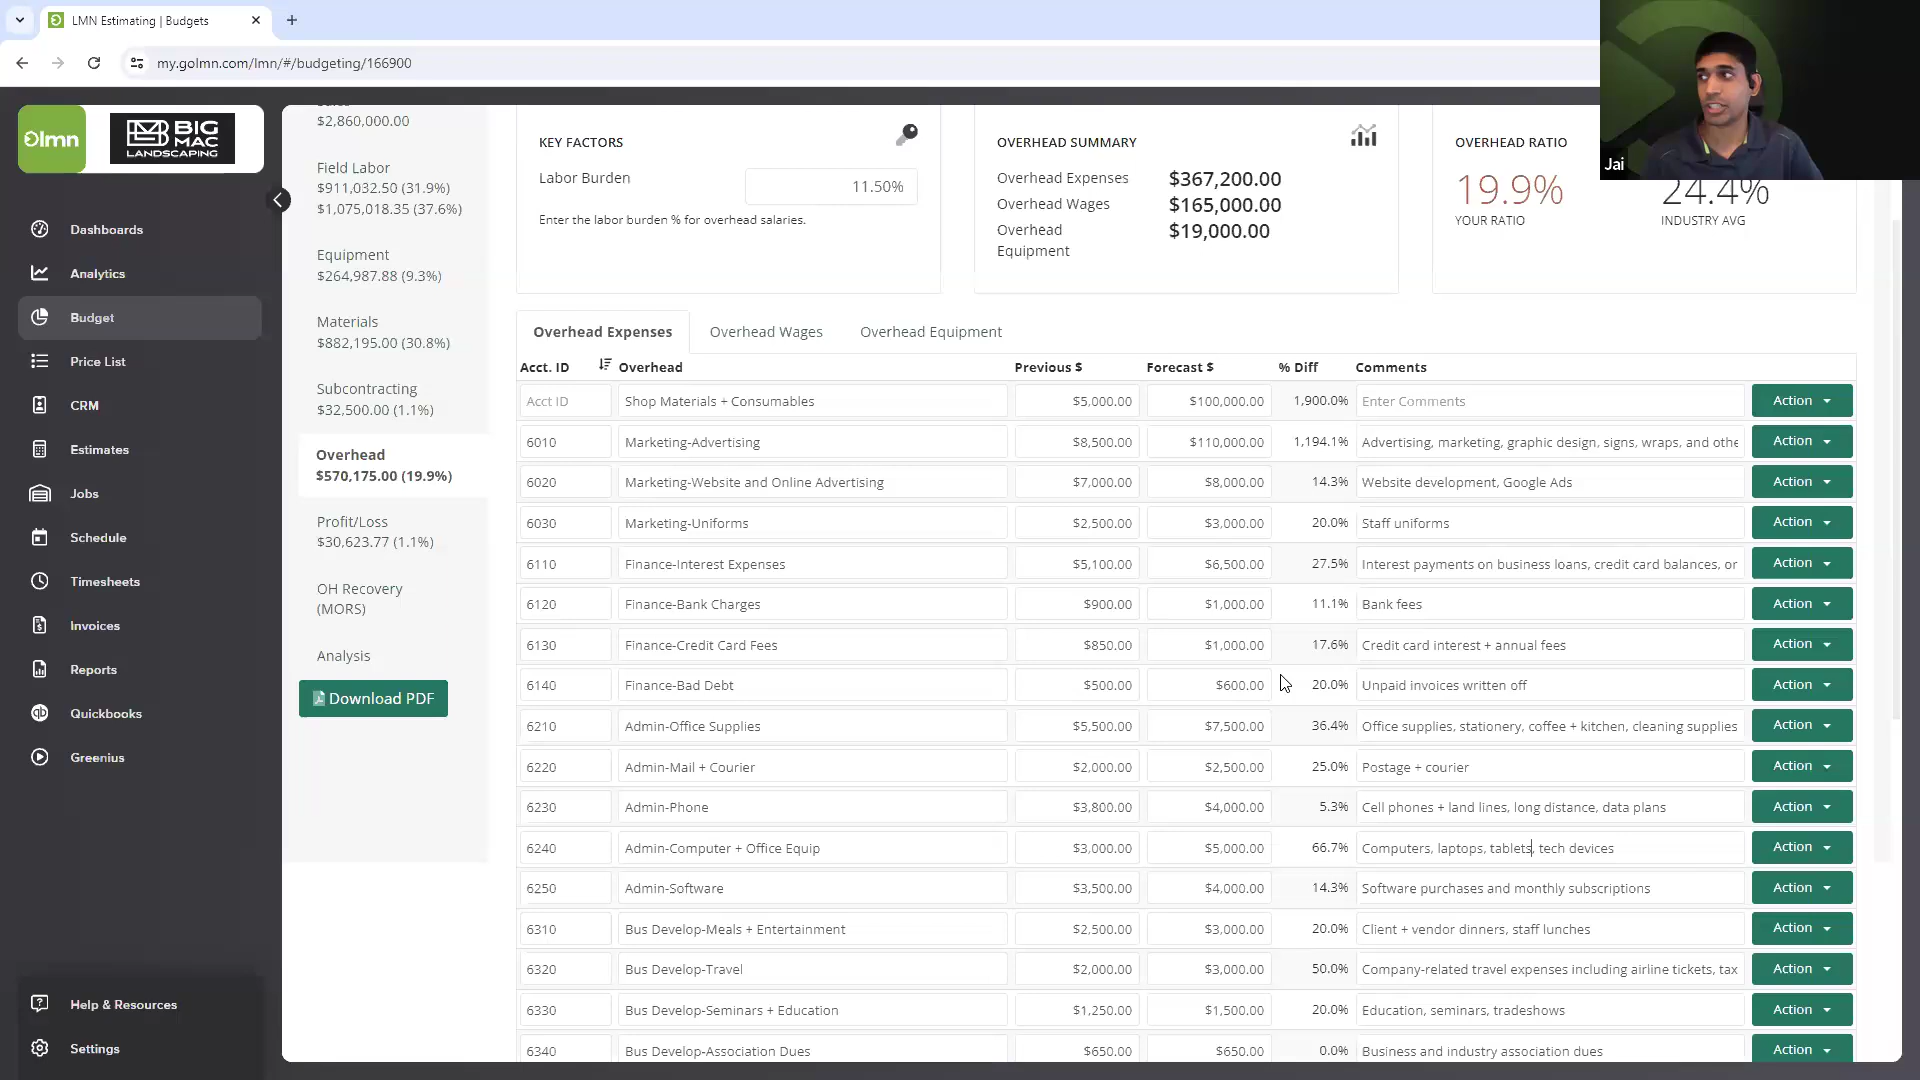 LMN Estimating | Budgets
my.golmn.com/lmn/#/budgeting/166900
Jai
lmn
BIG MAC LANDSCAPING
Dashboards
Analytics
Budget
Price List
CRM
Estimates
Jobs
Schedule
Timesheets
Invoices
Reports
Quickbooks
Greenius
Help & Resources
Settings
$2,860,000.00
Field Labor
$911,032.50 (31.9%)
$1,075,018.35 (37.6%)
Equipment
$264,987.88 (9.3%)
Materials
$882,195.00 (30.8%)
Subcontracting
$32,500.00 (1.1%)
Overhead
$570,175.00 (19.9%)
Profit/Loss
$30,623.77 (1.1%)
OH Recovery
(MORS)
Analysis
Download PDF
KEY FACTORS
Labor Burden 11.50%
Enter the labor burden % for overhead salaries.
OVERHEAD SUMMARY
Overhead Expenses $367,200.00
Overhead Wages $165,000.00
Overhead Equipment $19,000.00
OVERHEAD RATIO
19.9% 24.4%
YOUR RATIO INDUSTRY AVG
Overhead Expenses Overhead Wages Overhead Equipment
Acct. ID Overhead Previous $ Forecast $ % Diff Comments
Acct ID Shop Materials + Consumables $5,000.00 $100,000.00 1,900.0% Enter Comments Action
6010 Marketing-Advertising $8,500.00 $110,000.00 1,194.1% Advertising, marketing, graphic design, signs, wraps, and othe Action
6020 Marketing-Website and Online Advertising $7,000.00 $8,000.00 14.3% Website development, Google Ads Action
6030 Marketing-Uniforms $2,500.00 $3,000.00 20.0% Staff uniforms Action
6110 Finance-Interest Expenses $5,100.00 $6,500.00 27.5% Interest payments on business loans, credit card balances, or Action
6120 Finance-Bank Charges $900.00 $1,000.00 11.1% Bank fees Action
6130 Finance-Credit Card Fees $850.00 $1,000.00 17.6% Credit card interest + annual fees Action
6140 Finance-Bad Debt $500.00 $600.00 20.0% Unpaid invoices written off Action
6210 Admin-Office Supplies $5,500.00 $7,500.00 36.4% Office supplies, stationery, coffee + kitchen, cleaning supplies Action
6220 Admin-Mail + Courier $2,000.00 $2,500.00 25.0% Postage + courier Action
6230 Admin-Phone $3,800.00 $4,000.00 5.3% Cell phones + land lines, long distance, data plans Action
6240 Admin-Computer + Office Equip $3,000.00 $5,000.00 66.7% Computers, laptops, tablets, tech devices Action
6250 Admin-Software $3,500.00 $4,000.00 14.3% Software purchases and monthly subscriptions Action
6310 Bus Develop-Meals + Entertainment $2,500.00 $3,000.00 20.0% Client + vendor dinners, staff lunches Action
6320 Bus Develop-Travel $2,000.00 $3,000.00 50.0% Company-related travel expenses including airline tickets, tax Action
6330 Bus Develop-Seminars + Education $1,250.00 $1,500.00 20.0% Education, seminars, tradeshows Action
6340 Bus Develop-Association Dues $650.00 $650.00 0.0% Business and industry association dues Action